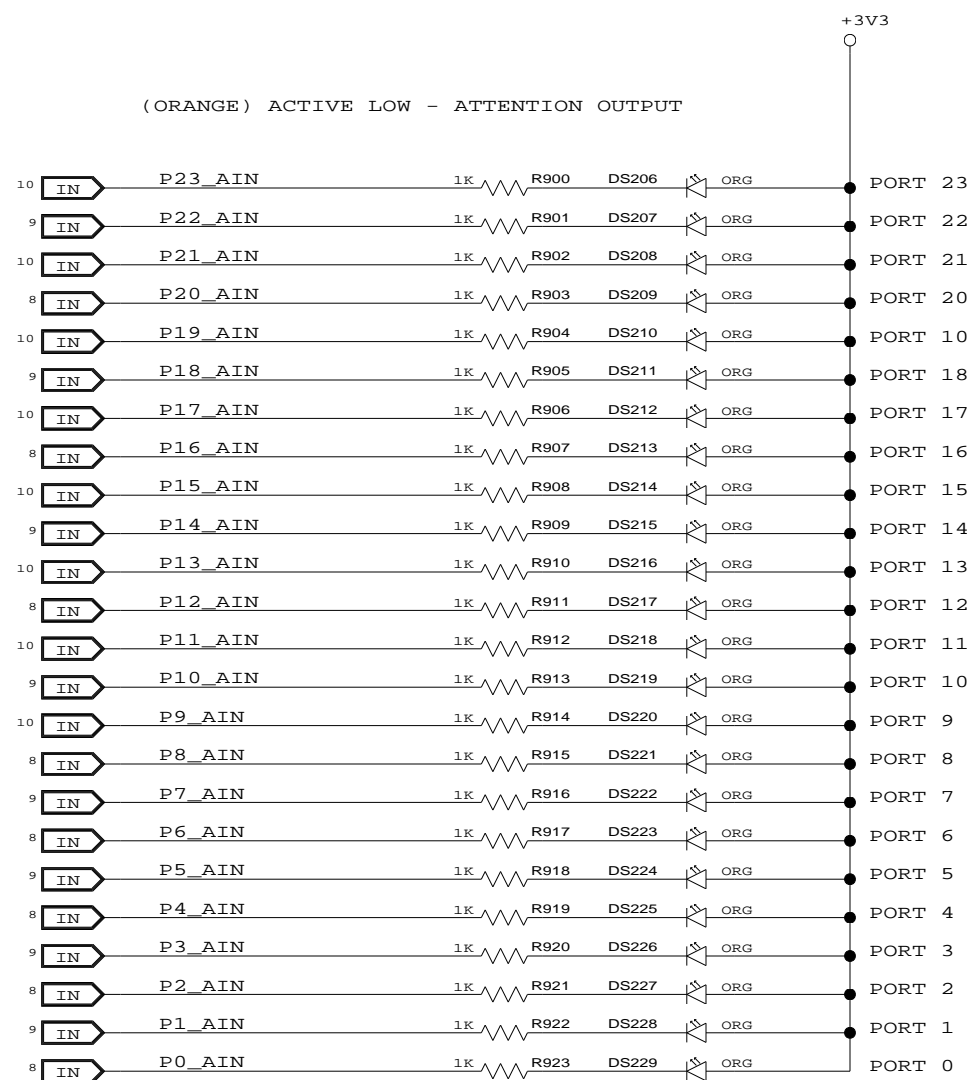 +3V3
(ORANGE) ACTIVE LOW - ATTENTION OUTPUT
10 IN P23_AIN 1K R900 DS206 ORG PORT 23
9 IN P22_AIN 1K R901 DS207 ORG PORT 22
10 IN P21_AIN 1K R902 DS208 ORG PORT 21
8 IN P20_AIN 1K R903 DS209 ORG PORT 20
10 IN P19_AIN 1K R904 DS210 ORG PORT 10
9 IN P18_AIN 1K R905 DS211 ORG PORT 18
10 IN P17_AIN 1K R906 DS212 ORG PORT 17
8 IN P16_AIN 1K R907 DS213 ORG PORT 16
10 IN P15_AIN 1K R908 DS214 ORG PORT 15
9 IN P14_AIN 1K R909 DS215 ORG PORT 14
10 IN P13_AIN 1K R910 DS216 ORG PORT 13
8 IN P12_AIN 1K R911 DS217 ORG PORT 12
10 IN P11_AIN 1K R912 DS218 ORG PORT 11
9 IN P10_AIN 1K R913 DS219 ORG PORT 10
10 IN P9_AIN 1K R914 DS220 ORG PORT 9
8 IN P8_AIN 1K R915 DS221 ORG PORT 8
9 IN P7_AIN 1K R916 DS222 ORG PORT 7
8 IN P6_AIN 1K R917 DS223 ORG PORT 6
9 IN P5_AIN 1K R918 DS224 ORG PORT 5
8 IN P4_AIN 1K R919 DS225 ORG PORT 4
9 IN P3_AIN 1K R920 DS226 ORG PORT 3
8 IN P2_AIN 1K R921 DS227 ORG PORT 2
9 IN P1_AIN 1K R922 DS228 ORG PORT 1
8 IN P0_AIN 1K R923 DS229 ORG PORT 0